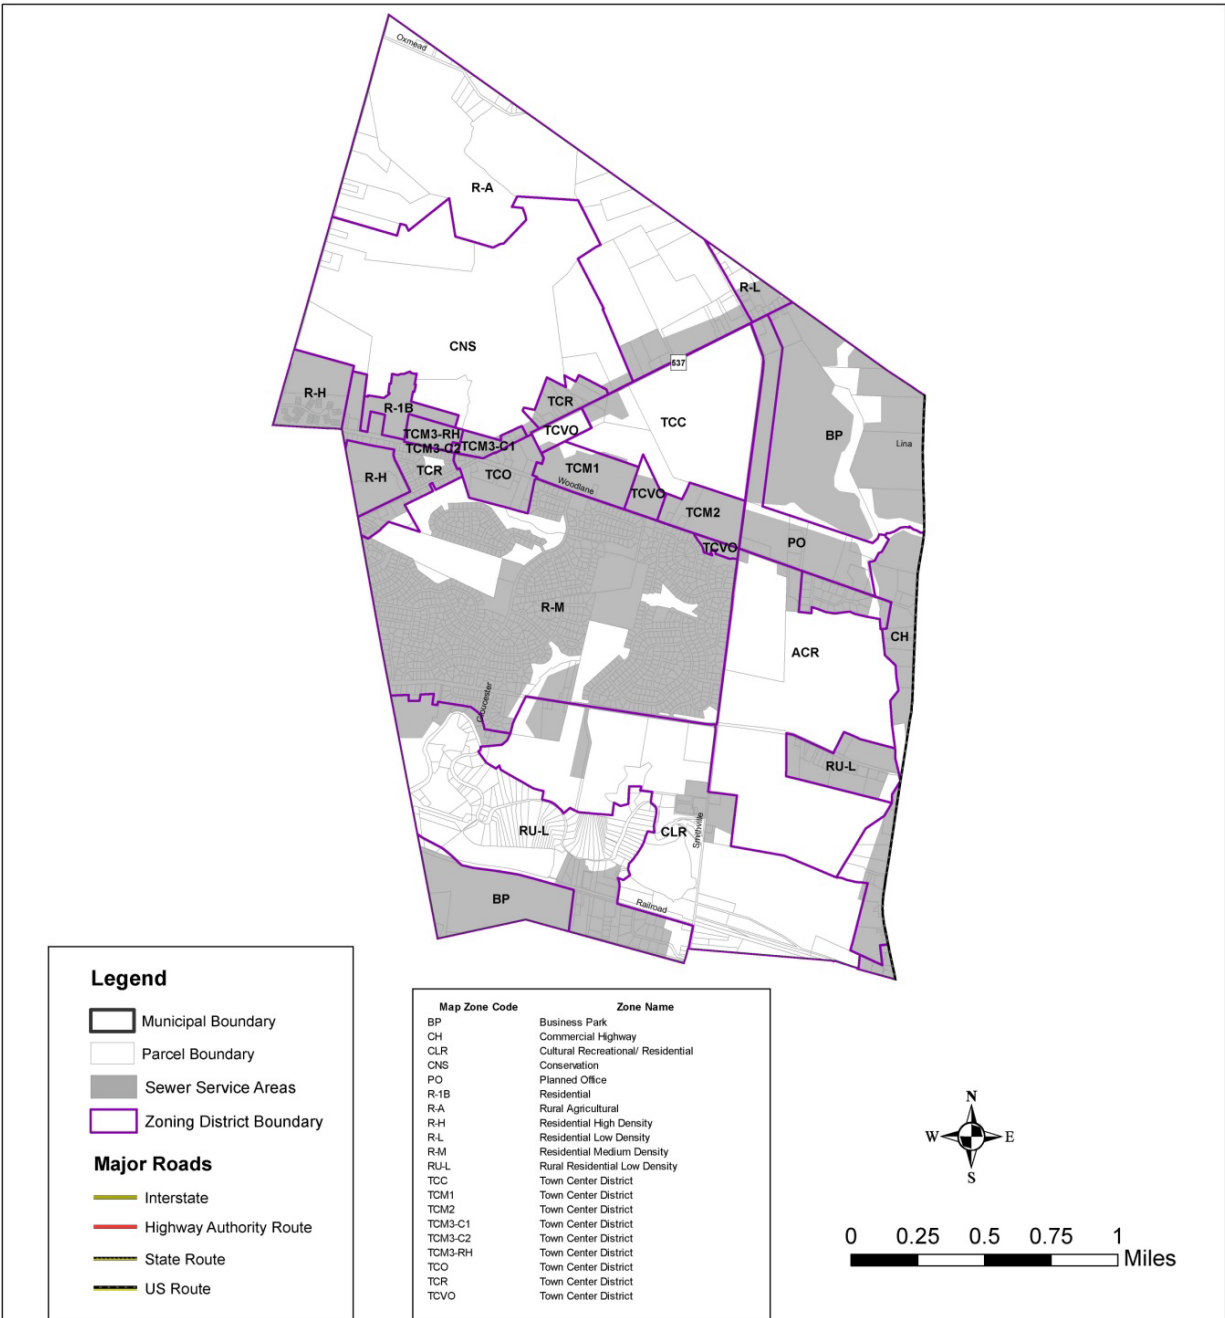 Oxmead
R-A
R-L
CNS
537
R-H
R-1B
TCR
TCC
BP
Lina
TCVO
TCM3-RH
TCM3-C1
TCM3-C2
TCR
TCO
TCM1
R-H
Woodlane
TCVO
TCM2
PO
TCVO
R-M
CH
ACR
Gloucester
RU-L
RU-L
CLR
Smithville
BP
Railroad
Legend
Municipal Boundary
Parcel Boundary
Sewer Service Areas
Zoning District Boundary
Major Roads
Interstate
Highway Authority Route
State Route
US Route
Map Zone Code Zone Name
BP Business Park
CH Commercial Highway
CLR Cultural Recreational/ Residential
CNS Conservation
PO Planned Office
R-1B Residential
R-A Rural Agricultural
R-H Residential High Density
R-L Residential Low Density
R-M Residential Medium Density
RU-L Rural Residential Low Density
TCC Town Center District
TCM1 Town Center District
TCM2 Town Center District
TCM3-C1 Town Center District
TCM3-C2 Town Center District
TCM3-RH Town Center District
TCO Town Center District
TCR Town Center District
TCVO Town Center District
N
W E
S
0 0.25 0.5 0.75 1
Miles